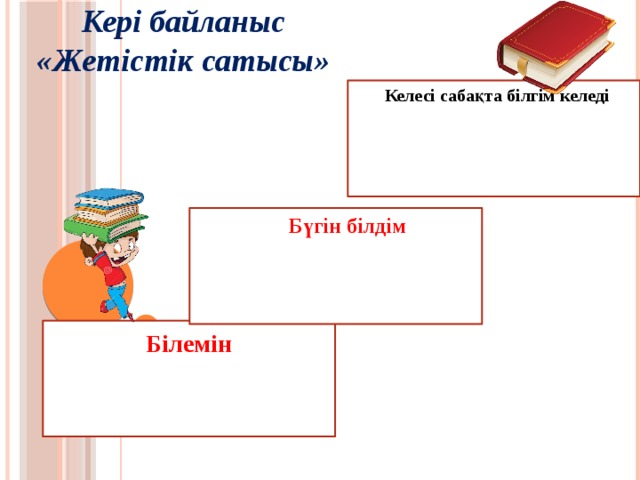 Кері байланыс
«Жетістік сатысы»
Келесі сабақта білгім келеді
Бүгін білдім
Білемін